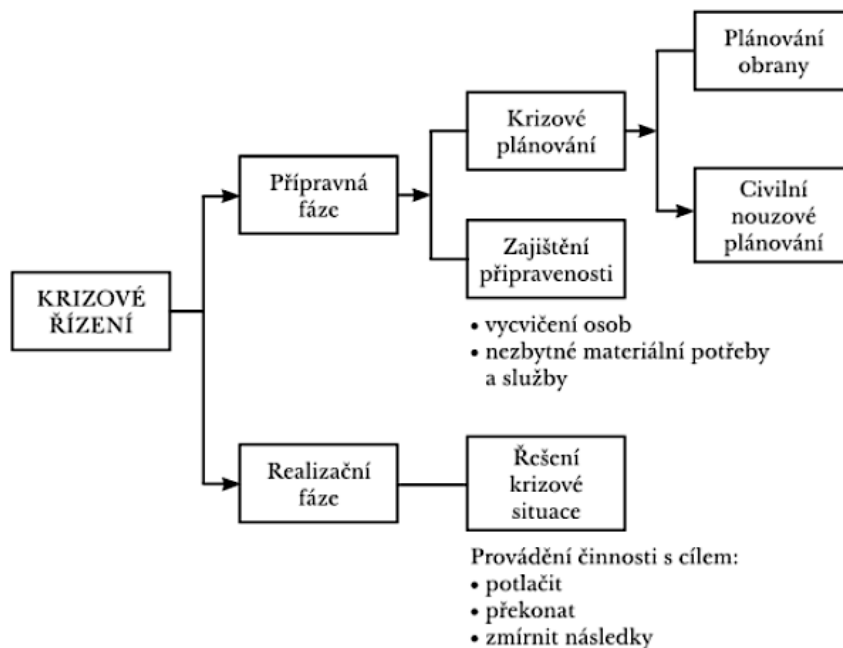 Plánování
obrany
Krizové
plánování
Přípravná
fáze
Civilní
nouzové
plánování
Zajištění
připravenosti
KRIZOVÉ
ŘÍZENÍ
• vycvičení osob
• nezbytné materiální potřeby
a služby
Realizační
fáze
Řešení
krizové
situace
Provádění činnosti s cílem:
• potlačit
• překonat
• zmírnit následky